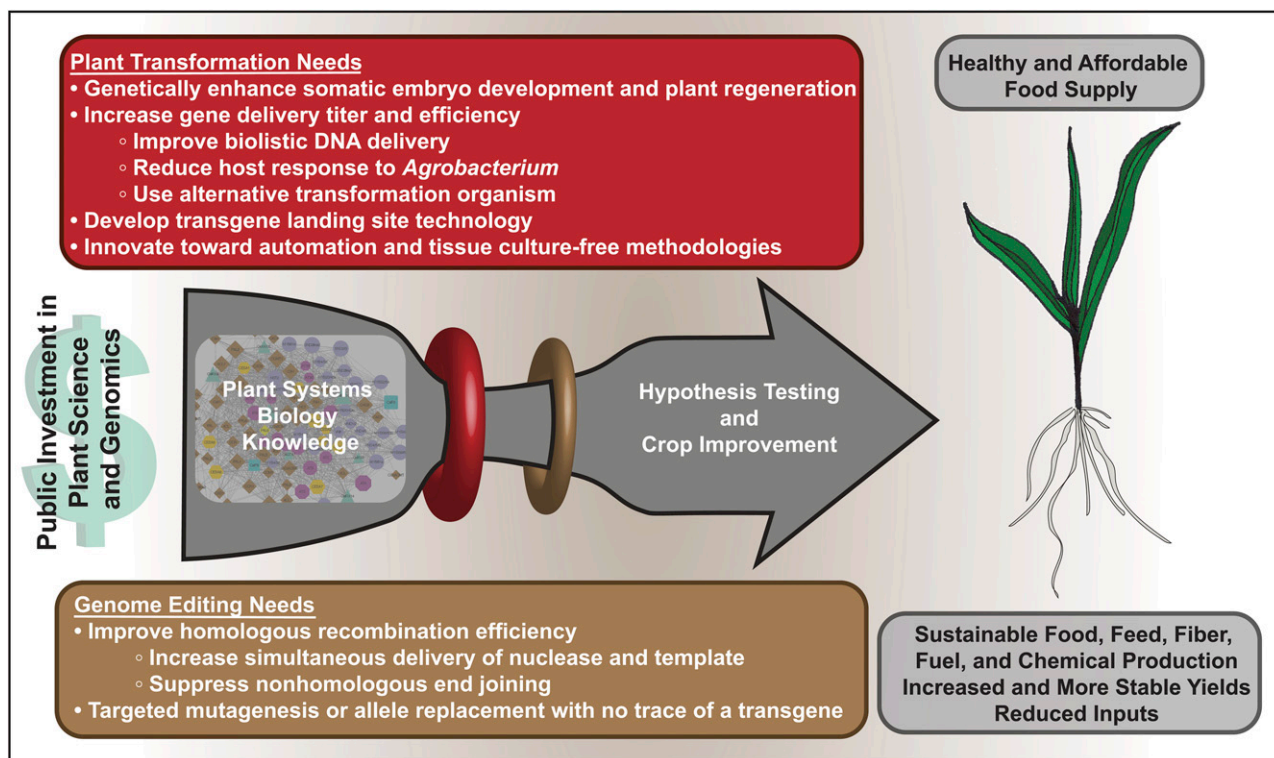 Plant Transformation Needs
• Genetically enhance somatic embryo development and plant regeneration
• Increase gene delivery titer and efficiency
◦ Improve biolistic DNA delivery
◦ Reduce host response to Agrobacterium
◦ Use alternative transformation organism
• Develop transgene landing site technology
• Innovate toward automation and tissue culture-free methodologies
Healthy and Affordable
Food Supply
$
Public Investment in
Plant Science
and Genomics
Plant Systems
Biology
Knowledge
Hypothesis Testing
and
Crop Improvement
Genome Editing Needs
• Improve homologous recombination efficiency
◦ Increase simultaneous delivery of nuclease and template
◦ Suppress nonhomologous end joining
• Targeted mutagenesis or allele replacement with no trace of a transgene
Sustainable Food, Feed, Fiber,
Fuel, and Chemical Production
Increased and More Stable Yields
Reduced Inputs